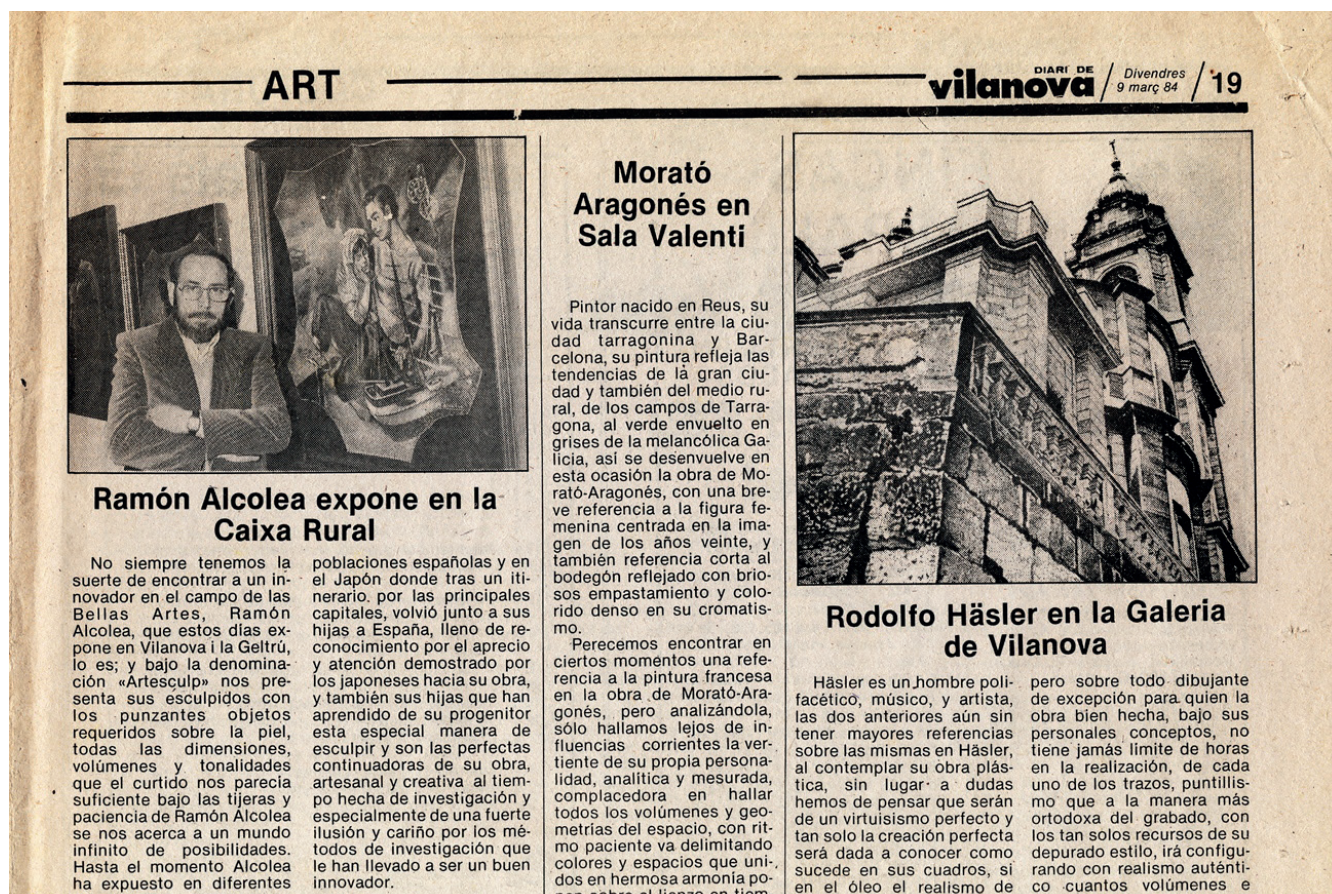 ART
DIARI DE
vilanova
Divendres
9 març 84
19
Ramón Alcolea expone en la
Caixa Rural
No siempre tenemos la
suerte de encontrar a un in-
novador en el campo de las
Bellas Artes, Ramón
Alcolea, que estos días ex-
pone en Vilanova i la Geltrú,
lo es; y bajo la denomina-
ción «Artesculp» nos pre-
senta sus esculpidos con
los punzantes objetos
requeridos sobre la piel,
todas las dimensiones,
volúmenes y tonalidades
que el curtido nos parecia
suficiente bajo las tijeras y
paciencia de Ramón Alcolea
se nos acerca a un mundo
infinito de posibilidades.
Hasta el momento Alcolea
ha expuesto en diferentes
poblaciones españolas y en
el Japón donde tras un iti-
nerario por las principales
capitales, volvió junto a sus
hijas a España, lleno de re-
conocimiento por el aprecio
y atención demostrado por
los japoneses hacia su obra,
y también sus hijas que han
aprendido de su progenitor
esta especial manera de
esculpir y son las perfectas
continuadoras de su obra,
artesanal y creativa al tiem-
po hecha de investigación y
especialmente de una fuerte
ilusión y cariño por los mé-
todos de investigación que
le han llevado a ser un buen
innovador.
Morató
Aragonés en
Sala Valenti
Pintor nacido en Reus, su
vida transcurre entre la ciu-
dad tarragonina y Bar-
celona, su pintura refleja las
tendencias de la gran ciu-
dad y también del medio ru-
ral, de los campos de Tarra-
gona, al verde envuelto en
grises de la melancólica Ga-
licia, así se desenvuelve en
esta ocasión la obra de Mo-
rató-Aragonés, con una bre-
ve referencia a la figura fe-
menina centrada en la ima-
gen de los años veinte, y
también referencia corta al
bodegón reflejado con brio-
sos empastamiento y colo-
rido denso en su cromatis-
mo.
Perecemos encontrar en
ciertos momentos una refe-
rencia a la pintura francesa
en la obra de Morató-Ara-
gonés, pero analizándola,
sólo hallamos lejos de in-
fluencias corrientes la ver-
tiente de su propia persona-
lidad, analítica y mesurada,
complacedora en hallar
todos los volúmenes y geo-
metrías del espacio, con rit-
mo paciente va delimitando
colores y espacios que uni-
dos en hermosa armonía po-
Rodolfo Häsler en la Galeria
de Vilanova
Häsler es un hombre poli-
facético, músico, y artista,
las dos anteriores aún sin
tener mayores referencias
sobre las mismas en Häsler,
al contemplar su obra plás-
tica, sin lugar a dudas
hemos de pensar que serán
de un virtuisismo perfecto y
tan solo la creación perfecta
será dada a conocer como
sucede en sus cuadros, si
en el óleo el realismo de
pero sobre todo dibujante
de excepción para quien la
obra bien hecha, bajo sus
personales conceptos, no
tiene jamás limite de horas
en la realización, de cada
uno de los trazos, puntillis-
mo que a la manera más
ortodoxa del grabado, con
los tan solos recursos de su
depurado estilo, irá configu-
rando con realismo auténti-
co cuantos volúmenes y